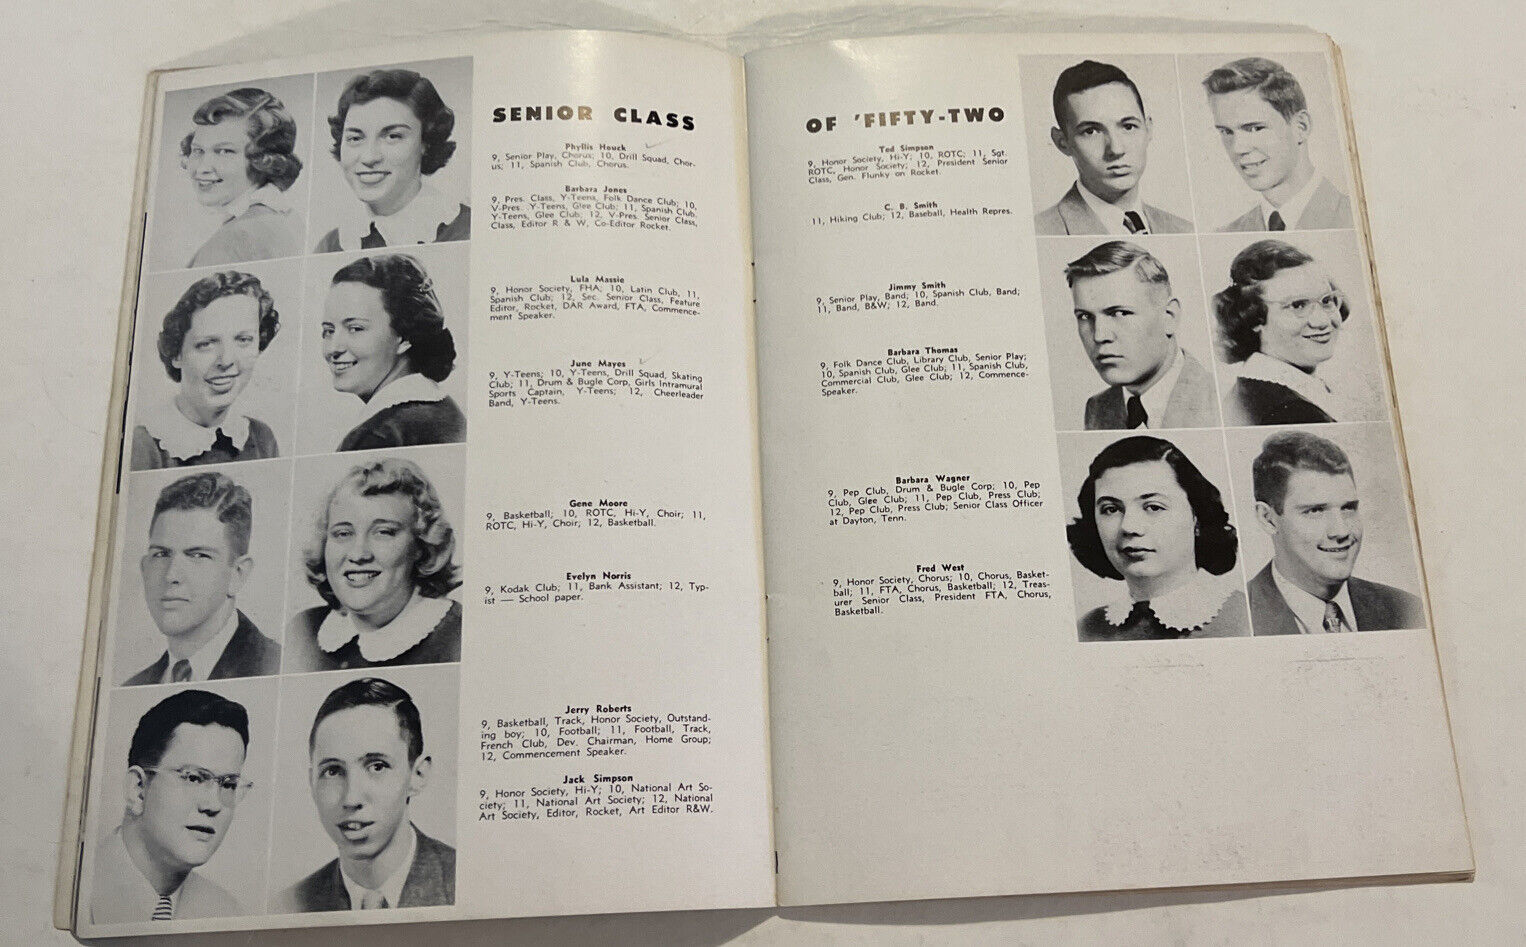 SENIOR CLASS
Phyllis Houck
9, Senior Play, Chorus; 10, Drill Squad, Chor-
us; 11, Spanish Club, Chorus.
Barbara Jones
9, Pres. Class, Y-Teens, Folk Dance Club; 10,
V-Pres. Y-Teens, Glee Club; 11, Spanish Club,
Y-Teens, Glee Club; 12, V-Pres. Senior Class,
Class, Editor R & W, Co-Editor Rocket.
Lula Massie
9, Honor Society, FHA; 10, Latin Club, 11,
Spanish Club; 12, Sec. Senior Class, Feature
Editor, Rocket, DAR Award, FTA, Commence-
ment Speaker.
June Mayes
9, Y-Teens; 10, Y-Teens, Drill Squad, Skating
Club; 11, Drum & Bugle Corp, Girls Intramural
Sports Captain, Y-Teens; 12, Cheerleader
Band, Y-Teens.
Gene Moore
9, Basketball; 10, ROTC, Hi-Y, Choir; 11,
ROTC, Hi-Y, Choir; 12, Basketball.
Evelyn Norris
9, Kodak Club; 11, Bank Assistant; 12, Typ-
ist — School paper.
Jerry Roberts
9, Basketball, Track, Honor Society, Outstand-
ing boy; 10, Football; 11, Football, Track,
French Club, Dev. Chairman, Home Group;
12, Commencement Speaker.
Jack Simpson
9, Honor Society, Hi-Y; 10, National Art So-
ciety; 11, National Art Society; 12, National
Art Society, Editor, Rocket, Art Editor R&W.
OF 'FIFTY-TWO
Ted Simpson
9, Honor Society, Hi-Y; 10, ROTC; 11, Sgt.
ROTC, Honor Society; 12, President Senior
Class, Gen. Flunky on Rocket.
C. B. Smith
11, Hiking Club; 12, Baseball, Health Repres.
Jimmy Smith
9, Senior Play, Band; 10, Spanish Club, Band;
11, Band, B&W; 12, Band.
Barbara Thomas
9, Folk Dance Club, Library Club, Senior Play;
10, Spanish Club, Glee Club; 11, Spanish Club,
Commercial Club, Glee Club; 12, Commence-
Speaker.
Barbara Wagner
9, Pep Club, Drum & Bugle Corp; 10, Pep
Club, Glee Club; 11, Pep Club, Press Club;
12, Pep Club, Press Club; Senior Class Officer
at Dayton, Tenn.
Fred West
9, Honor Society, Chorus; 10, Chorus, Basket-
ball; 11, FTA, Chorus, Basketball; 12, Treas-
urer Senior Class, President FTA, Chorus,
Basketball.